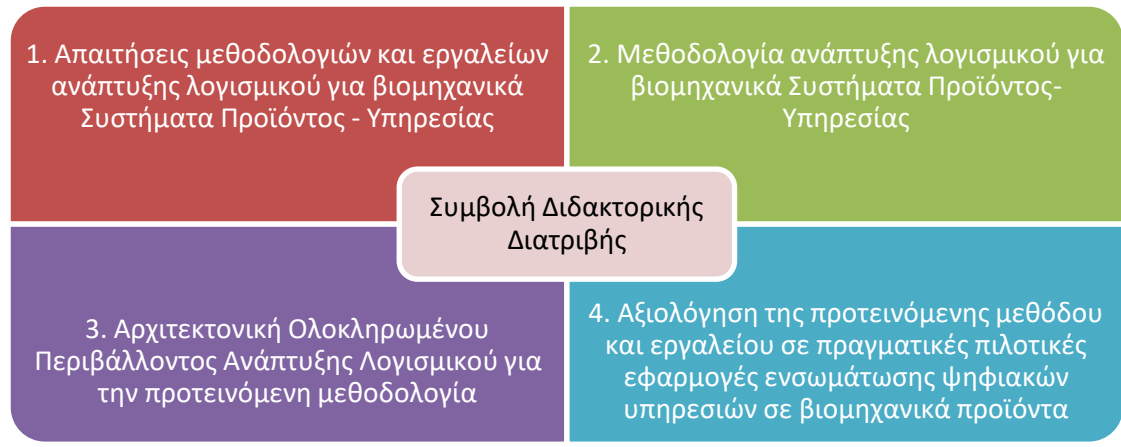 1. Απαιτήσεις μεθοδολογιών και εργαλείων
ανάπτυξης λογισμικού για βιομηχανικά
Συστήματα Προϊόντος - Υπηρεσίας
2. Μεθοδολογία ανάπτυξης λογισμικού για
βιομηχανικά Συστήματα Προϊόντος-
Υπηρεσίας
Συμβολή Διδακτορικής
Διατριβής
3. Αρχιτεκτονική Ολοκληρωμένου
Περιβάλλοντος Ανάπτυξης Λογισμικού για
την προτεινόμενη μεθοδολογία
4. Αξιολόγηση της προτεινόμενης μεθόδου
και εργαλείου σε πραγματικές πιλοτικές
εφαρμογές ενσωμάτωσης ψηφιακών
υπηρεσιών σε βιομηχανικά προϊόντα